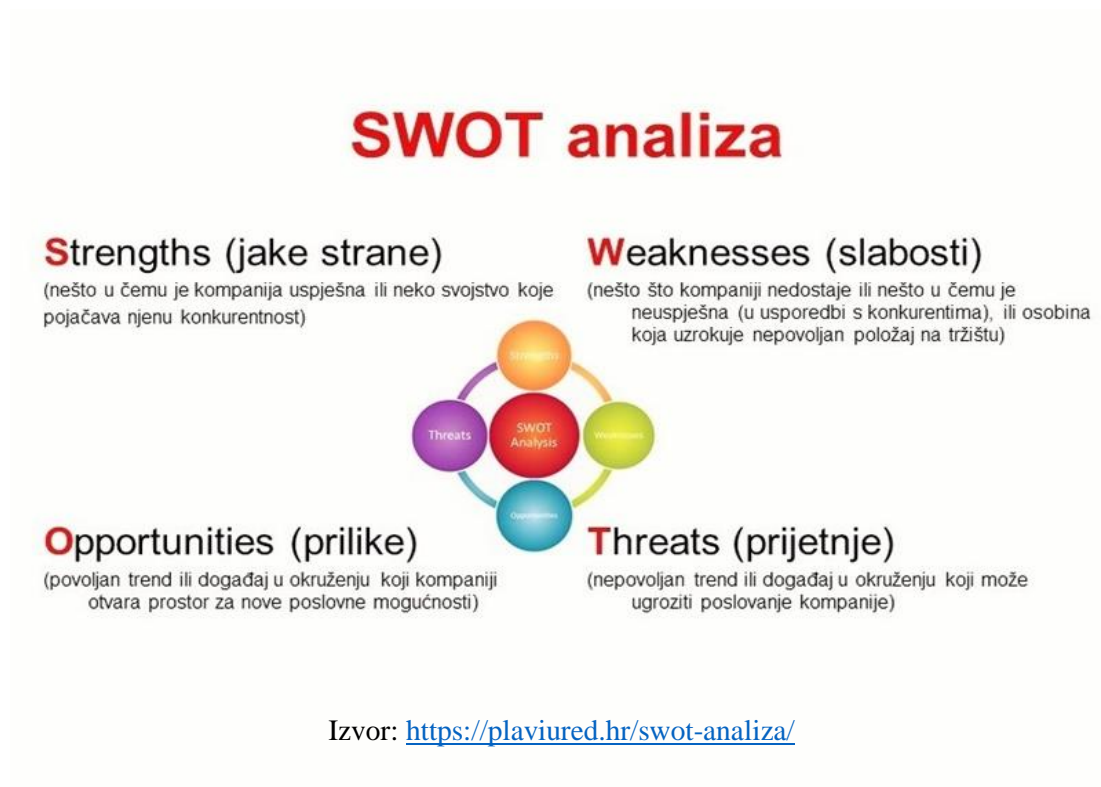 SWOT analiza
Strengths (jake strane)
(nešto u čemu je kompanija uspješna ili neko svojstvo koje
pojačava njenu konkurentnost)
Weaknesses (slabosti)
(nešto što kompaniji nedostaje ili nešto u čemu je
neuspješna (u usporedbi s konkurentima), ili osobina
koja uzrokuje nepovoljan položaj na tržištu)
Strengths
Threats
SWOT
Analysis
Weaknesses
Opportunities
Opportunities (prilike)
(povoljan trend ili događaj u okruženju koji kompaniji
otvara prostor za nove poslovne mogućnosti)
Threats (prijetnje)
(nepovoljan trend ili događaj u okruženju koji može
ugroziti poslovanje kompanije)
Izvor: https://plaviured.hr/swot-analiza/